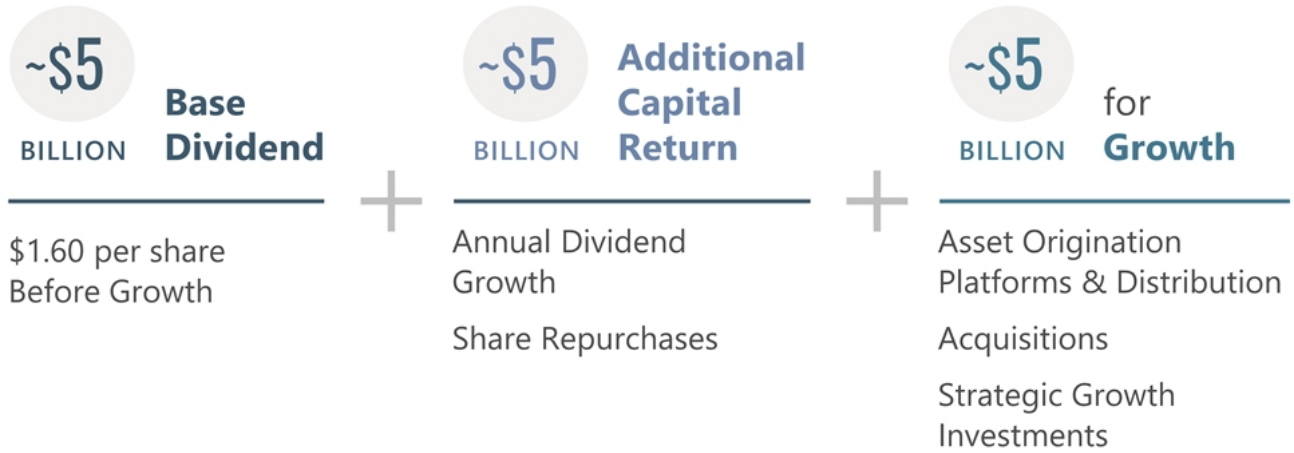 ~$5
BILLION
Base
Dividend
$1.60 per share
Before Growth
+
~$5
BILLION
Additional
Capital
Return
Annual Dividend
Growth
Share Repurchases
+
~$5
BILLION
for
Growth
Asset Origination
Platforms & Distribution
Acquisitions
Strategic Growth
Investments